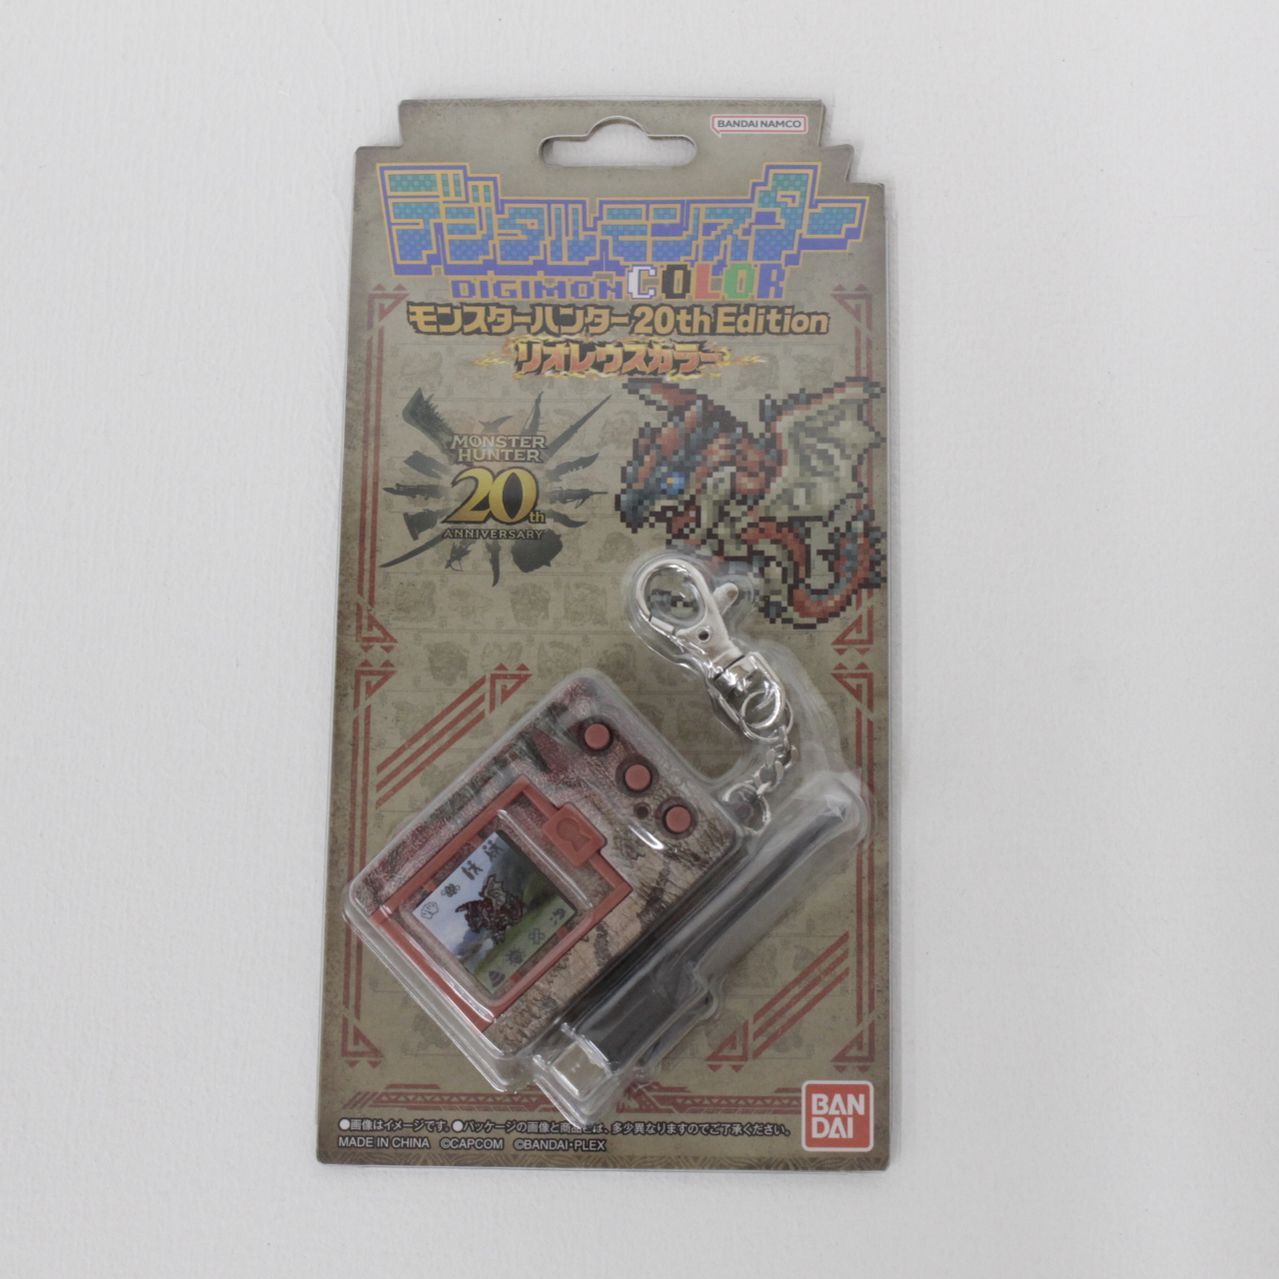 BANDAI NAMCO
デジタルモンスター
DIGIMON COLOR
モンスターハンター20th Edition
リオレウスカラー
MONSTER
HUNTER
20th
ANNIVERSARY
BAN
DAI
●画像はイメージです。●パッケージの画像と商品とは、多少異なりますのでご了承ください。
MADE IN CHINA ©CAPCOM ©BANDAI・PLEX